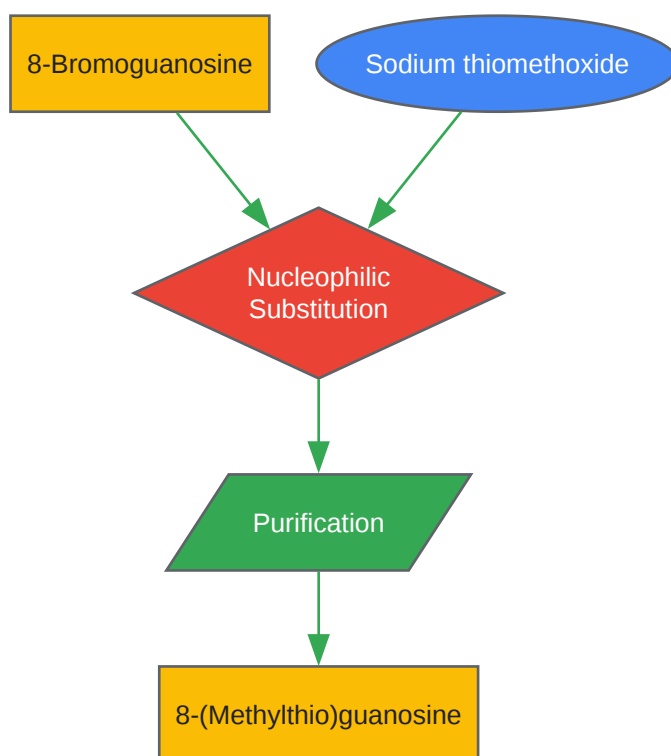 8-Bromoguanosine
Sodium thiomethoxide
Nucleophilic
Substitution
Purification
8-(Methylthio)guanosine